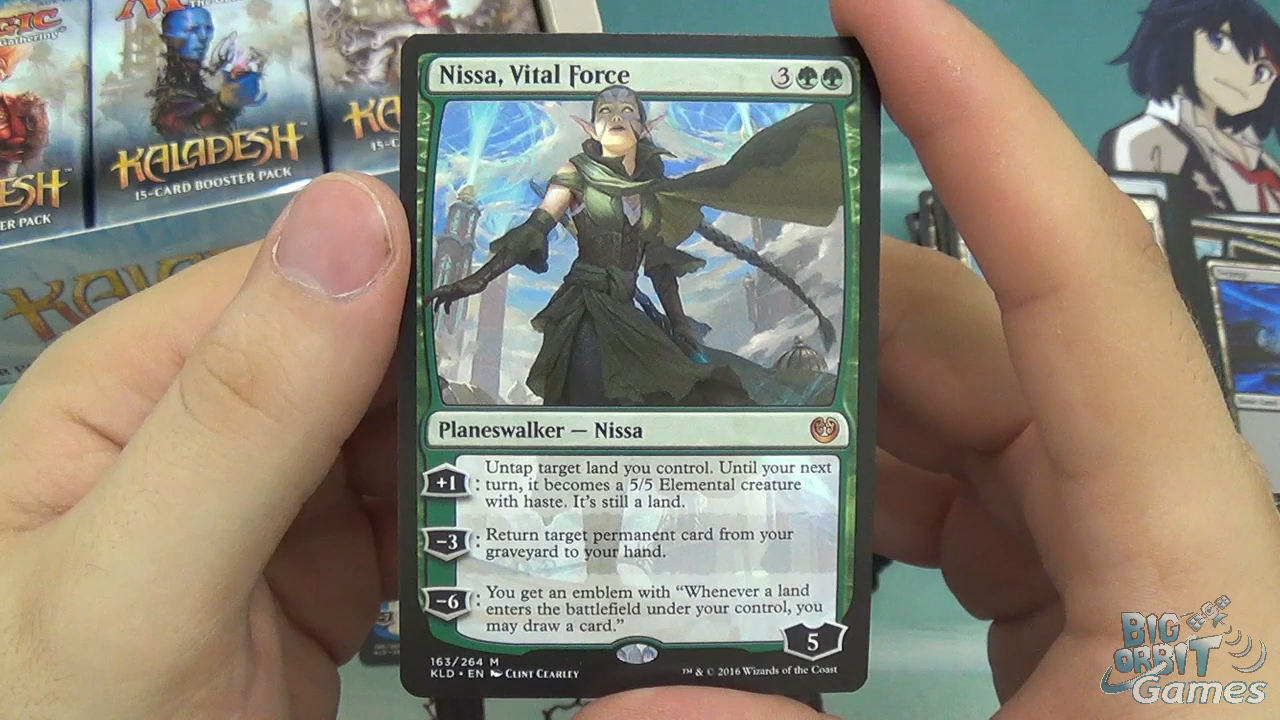 Gathering
KALADESH
15-CARD BOOSTER PACK
Nissa, Vital Force
3
Planeswalker — Nissa
+1 : Untap target land you control. Until your next
turn, it becomes a 5/5 Elemental creature
with haste. It's still a land.
−3 : Return target permanent card from your
graveyard to your hand.
−6 : You get an emblem with “Whenever a land
enters the battlefield under your control, you
may draw a card.”
5
163/264 M
KLD • EN Clint Cearley
™ & © 2016 Wizards of the Coast
BIG
ORBIT
Games